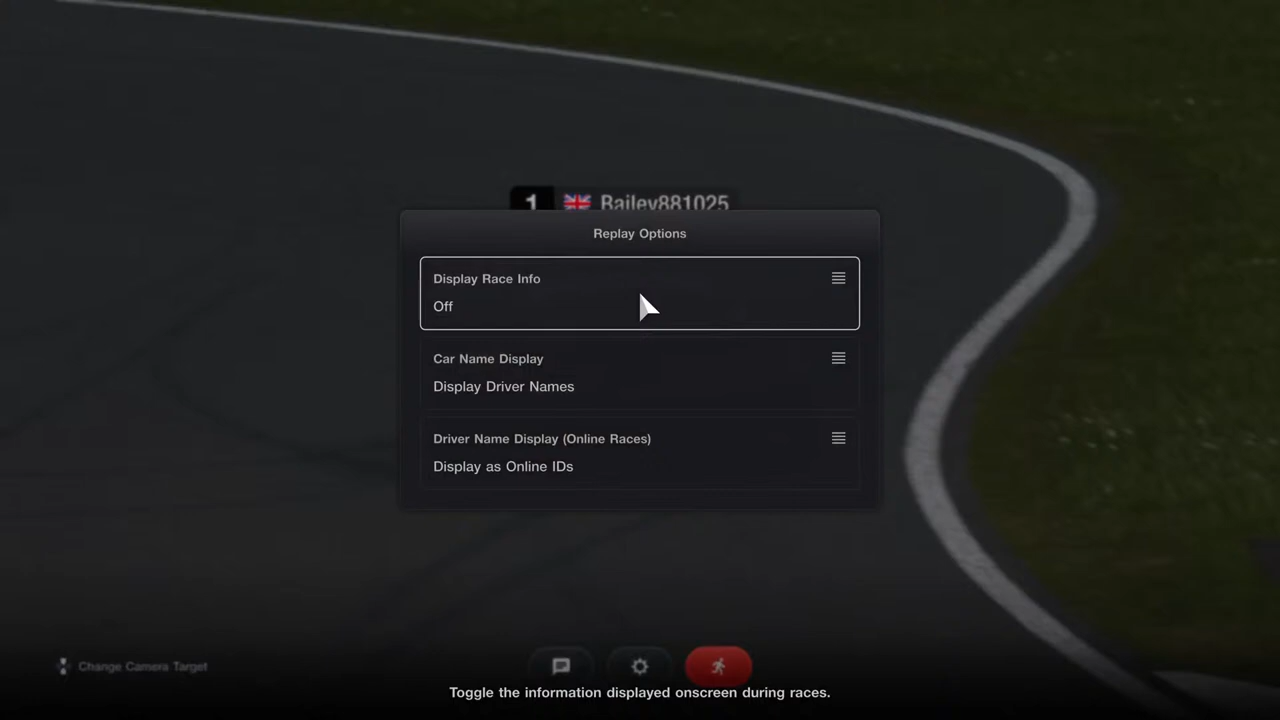 1 Bailey881025
Replay Options
Display Race Info
Off
Car Name Display
Display Driver Names
Driver Name Display (Online Races)
Display as Online IDs
Change Camera Target
Toggle the information displayed onscreen during races.